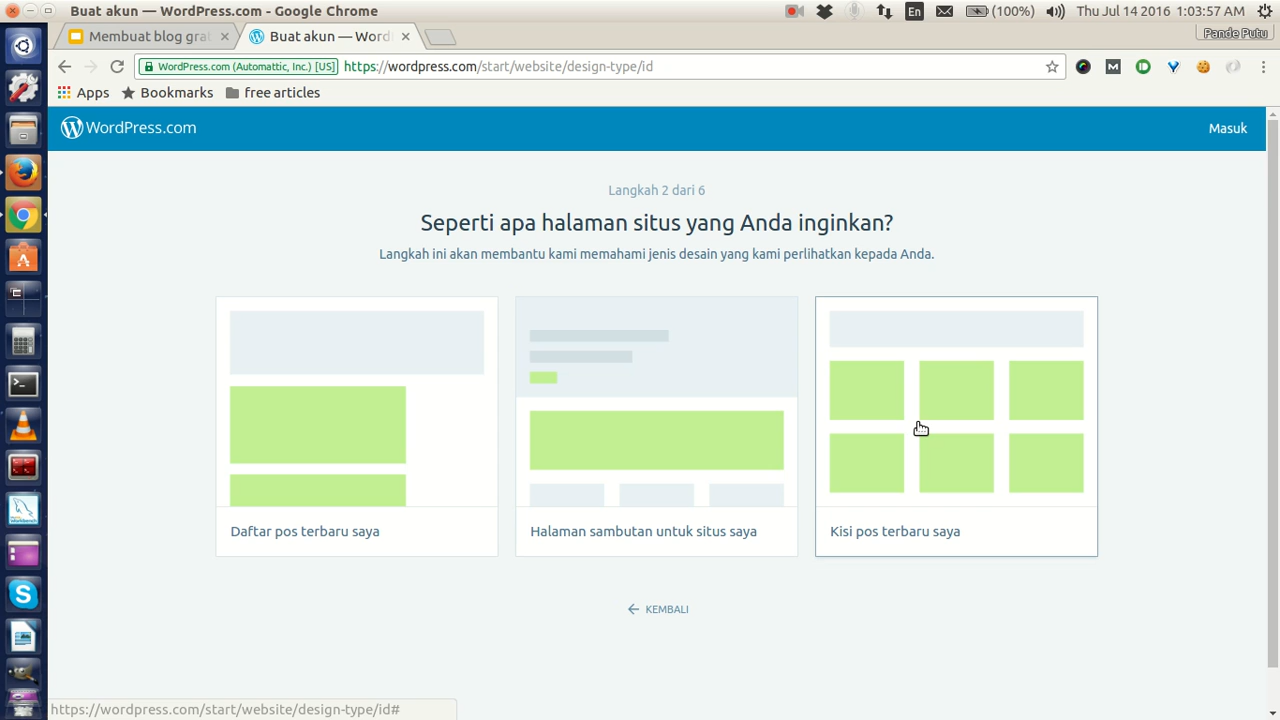 Buat akun — WordPress.com - Google Chrome
En
(100%)
Thu Jul 14 2016 1:03:57 AM
Membuat blog grat
Buat akun — Word
Pande Putu
WordPress.com (Automattic, Inc.) [US]
https://wordpress.com/start/website/design-type/id
Apps
Bookmarks
free articles
WordPress.com
Masuk
Langkah 2 dari 6
Seperti apa halaman situs yang Anda inginkan?
Langkah ini akan membantu kami memahami jenis desain yang kami perlihatkan kepada Anda.
Daftar pos terbaru saya
Halaman sambutan untuk situs saya
Kisi pos terbaru saya
KEMBALI
https://wordpress.com/start/website/design-type/id#